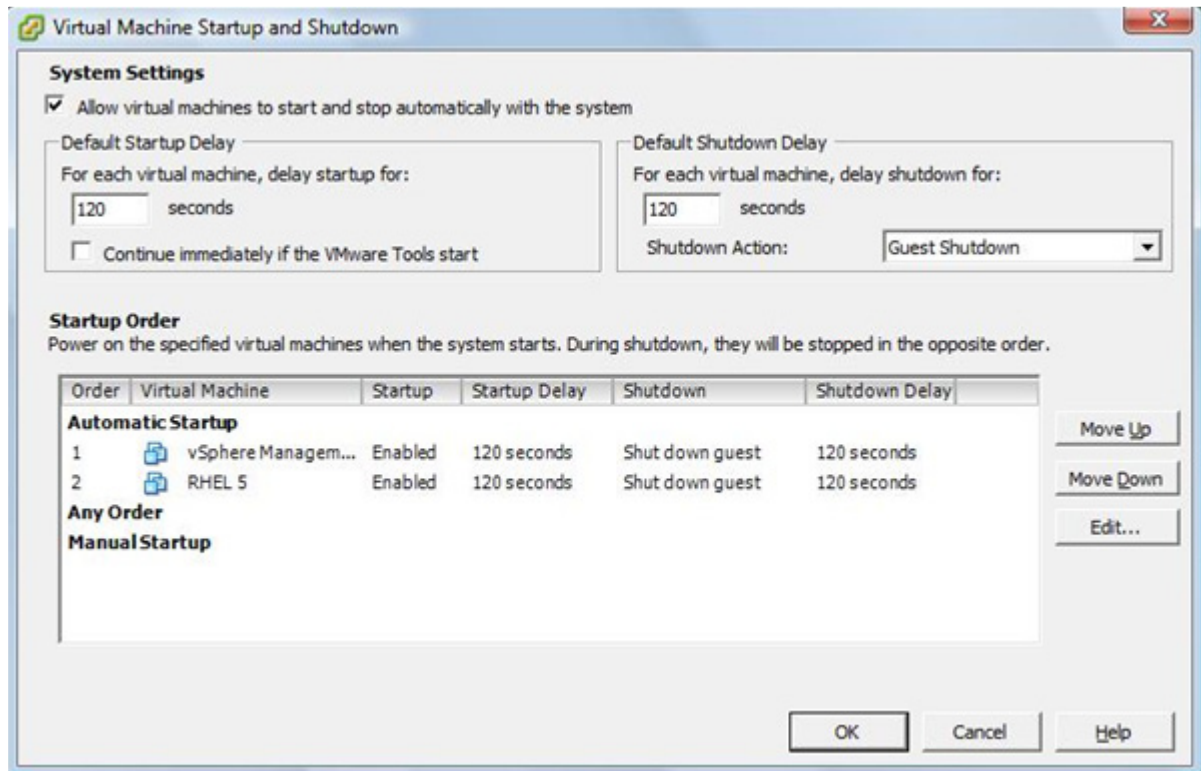 Virtual Machine Startup and Shutdown
System Settings
Allow virtual machines to start and stop automatically with the system
Default Startup Delay
For each virtual machine, delay startup for:
120 seconds
Continue immediately if the VMware Tools start
Default Shutdown Delay
For each virtual machine, delay shutdown for:
120 seconds
Shutdown Action: Guest Shutdown
Startup Order
Power on the specified virtual machines when the system starts. During shutdown, they will be stopped in the opposite order.
Order Virtual Machine Startup Startup Delay Shutdown Shutdown Delay
Automatic Startup
1 vSphere Managem... Enabled 120 seconds Shut down guest 120 seconds
2 RHEL 5 Enabled 120 seconds Shut down guest 120 seconds
Any Order
Manual Startup
Move Up
Move Down
Edit...
OK Cancel Help